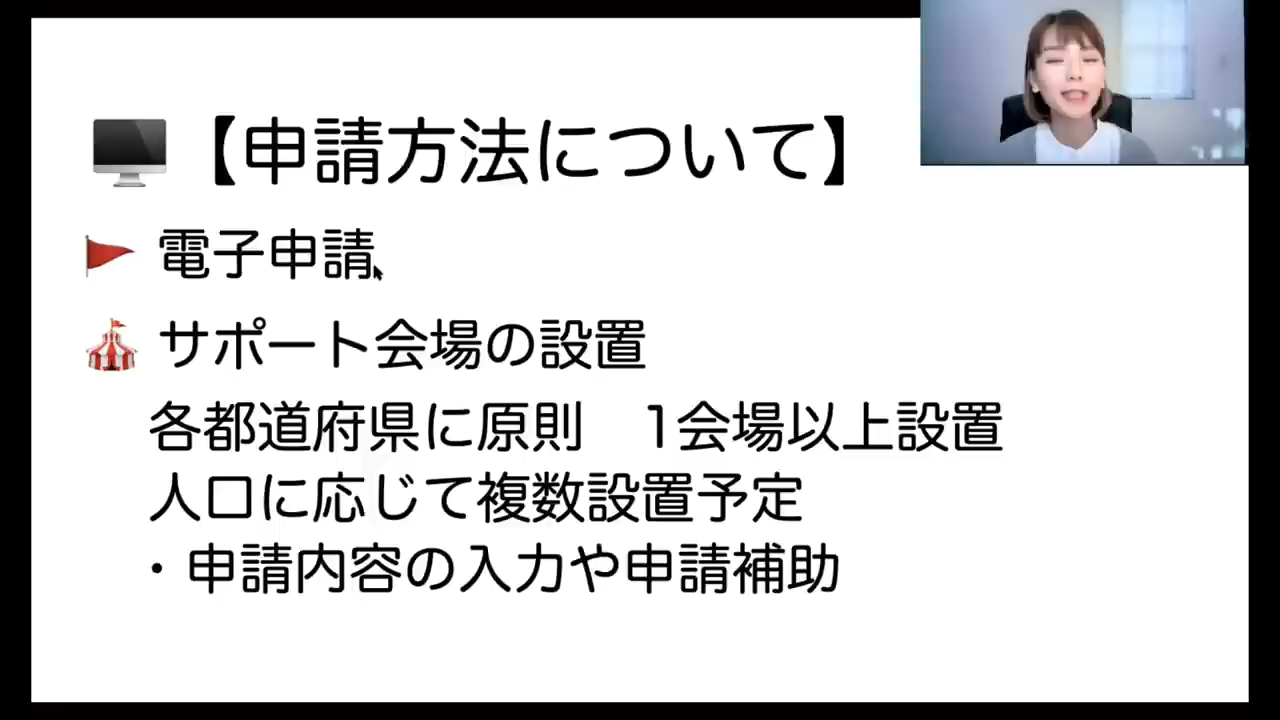 【申請方法について】
電子申請
サポート会場の設置
各都道府県に原則　1会場以上設置
人口に応じて複数設置予定
・申請内容の入力や申請補助